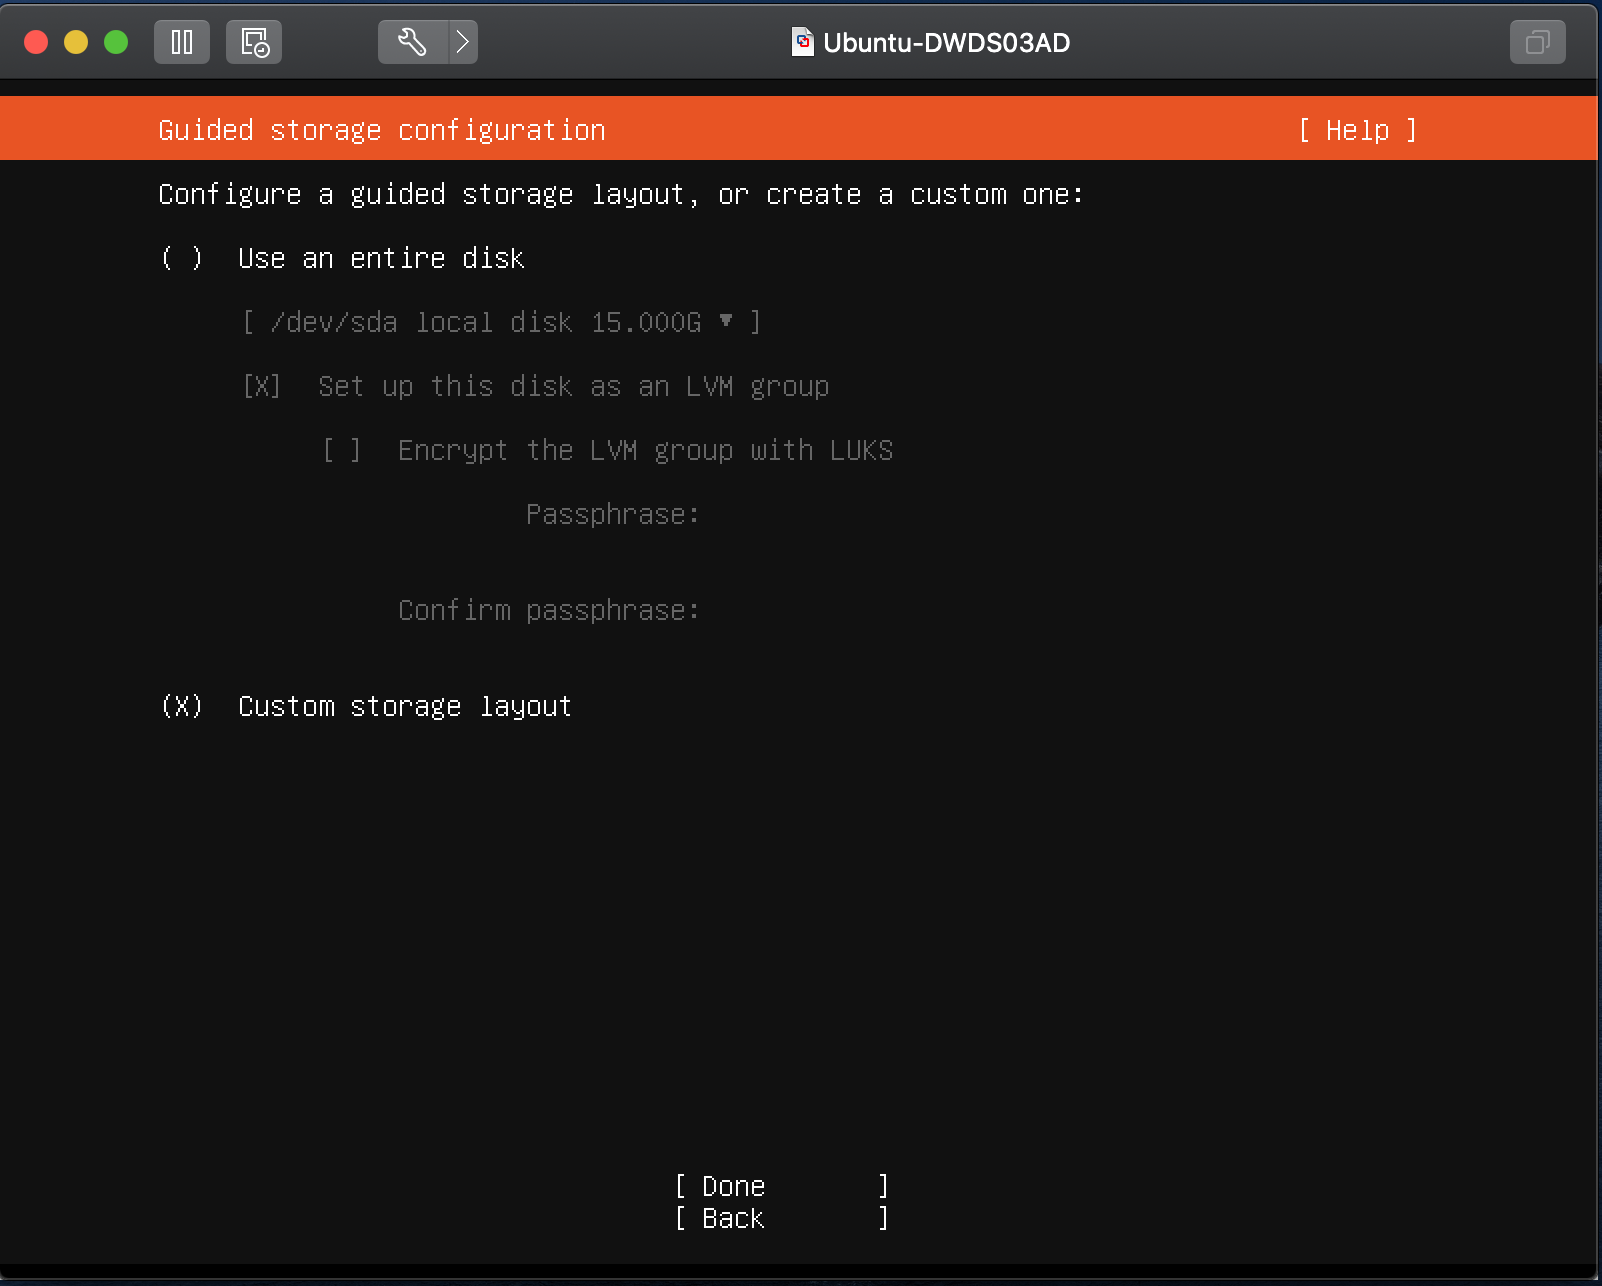 Ubuntu-DWDS03AD
Guided storage configuration [ Help ]
Configure a guided storage layout, or create a custom one:
( ) Use an entire disk
[ /dev/sda local disk 15.000G ▾ ]
[X] Set up this disk as an LVM group
[ ] Encrypt the LVM group with LUKS
Passphrase:
Confirm passphrase:
(X) Custom storage layout
[ Done ]
[ Back ]